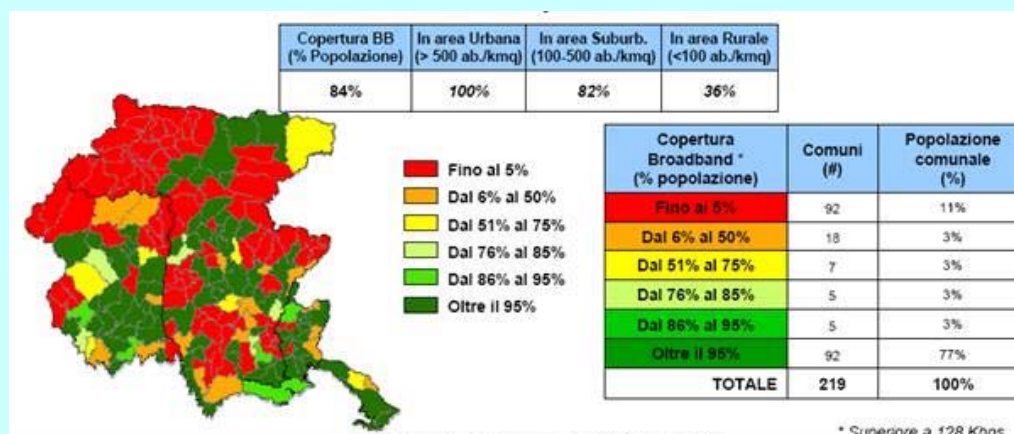 Copertura BB In area Urbana In area Suburb. In area Rurale
(% Popolazione) (> 500 ab./kmq) (100-500 ab./kmq) (<100 ab./kmq)
84% 100% 82% 36%
Fino al 5%
Dal 6% al 50%
Dal 51% al 75%
Dal 76% al 85%
Dal 86% al 95%
Oltre il 95%
Copertura
Broadband *
(% popolazione)
Comuni
(#)
Popolazione
comunale
(%)
Fino al 5% 92 11%
Dal 6% al 50% 18 3%
Dal 51% al 75% 7 3%
Dal 76% al 85% 5 3%
Dal 86% al 95% 5 3%
Oltre il 95% 92 77%
TOTALE 219 100%
* Superiore a 128 Kbps